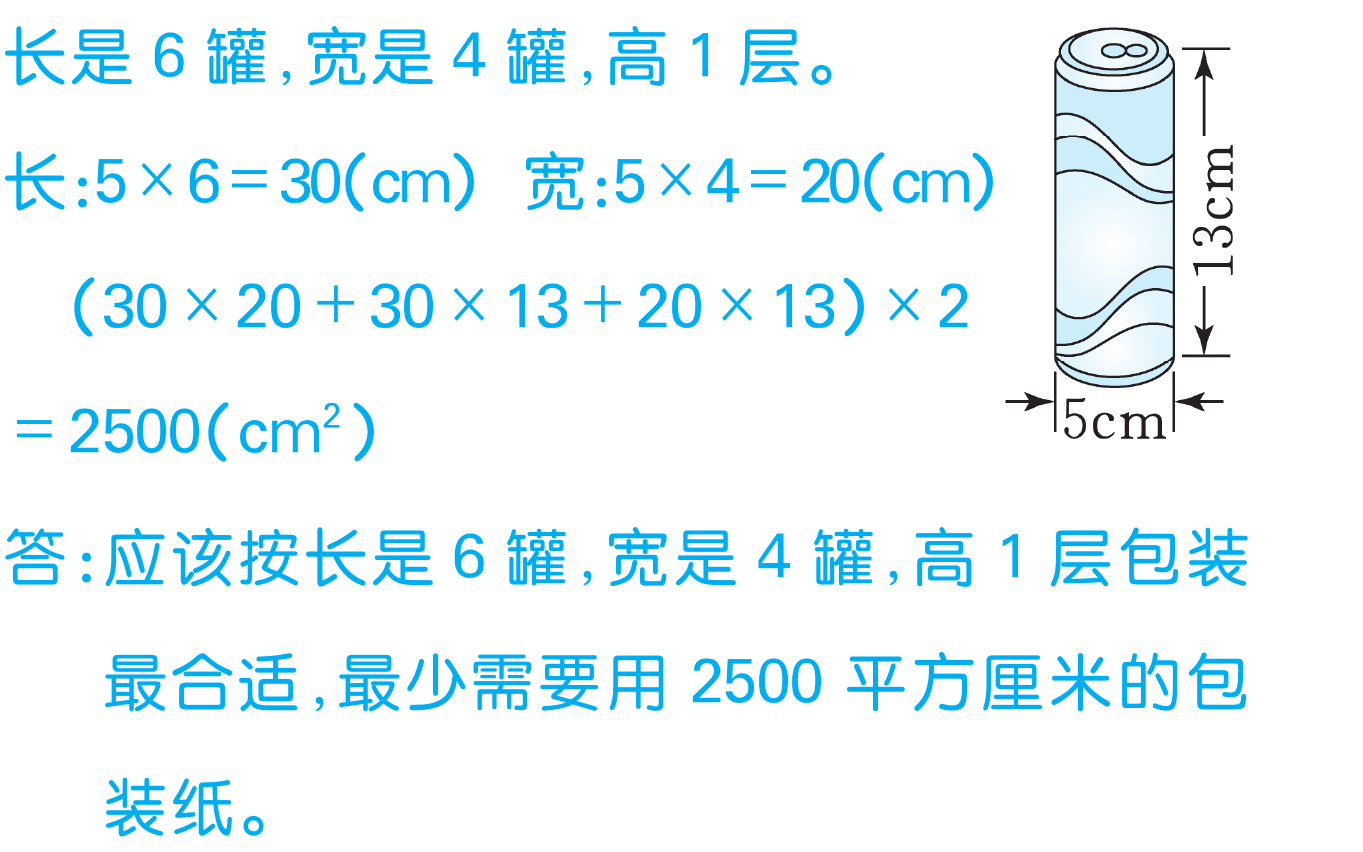 长是 6 罐,宽是 4 罐,高 1 层。
长:5×6=30(cm) 宽:5×4=20(cm)
(30×20+30×13+20×13)×2
=2500(cm²)
答:应该按长是 6 罐,宽是 4 罐,高 1 层包装
最合适,最少需要用 2500 平方厘米的包
装纸。
13cm
5cm